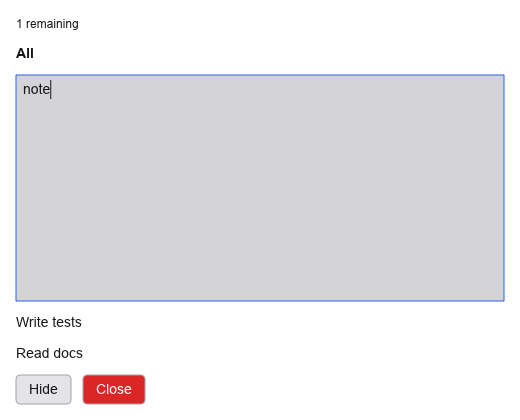 1 remaining
All
note
Write tests
Read docs
Hide
Close